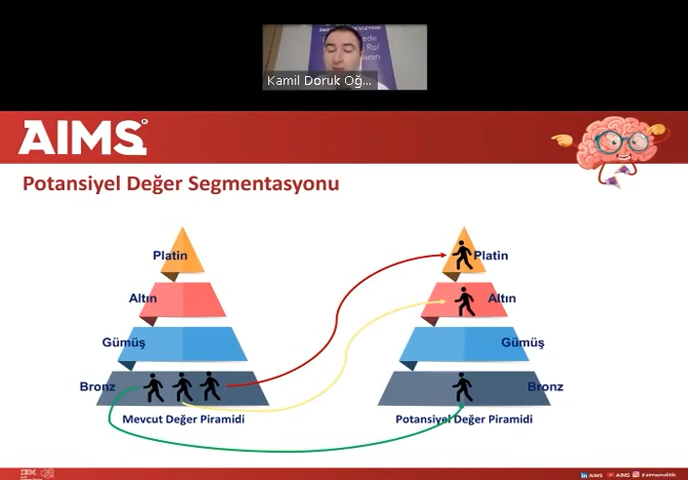 Kamil Doruk Oğ...
AIMS
Potansiyel Değer Segmentasyonu
Platin
Altın
Gümüş
Bronz
Mevcut Değer Piramidi
Platin
Altın
Gümüş
Bronz
Potansiyel Değer Piramidi
IBM
AIMS
AIMS